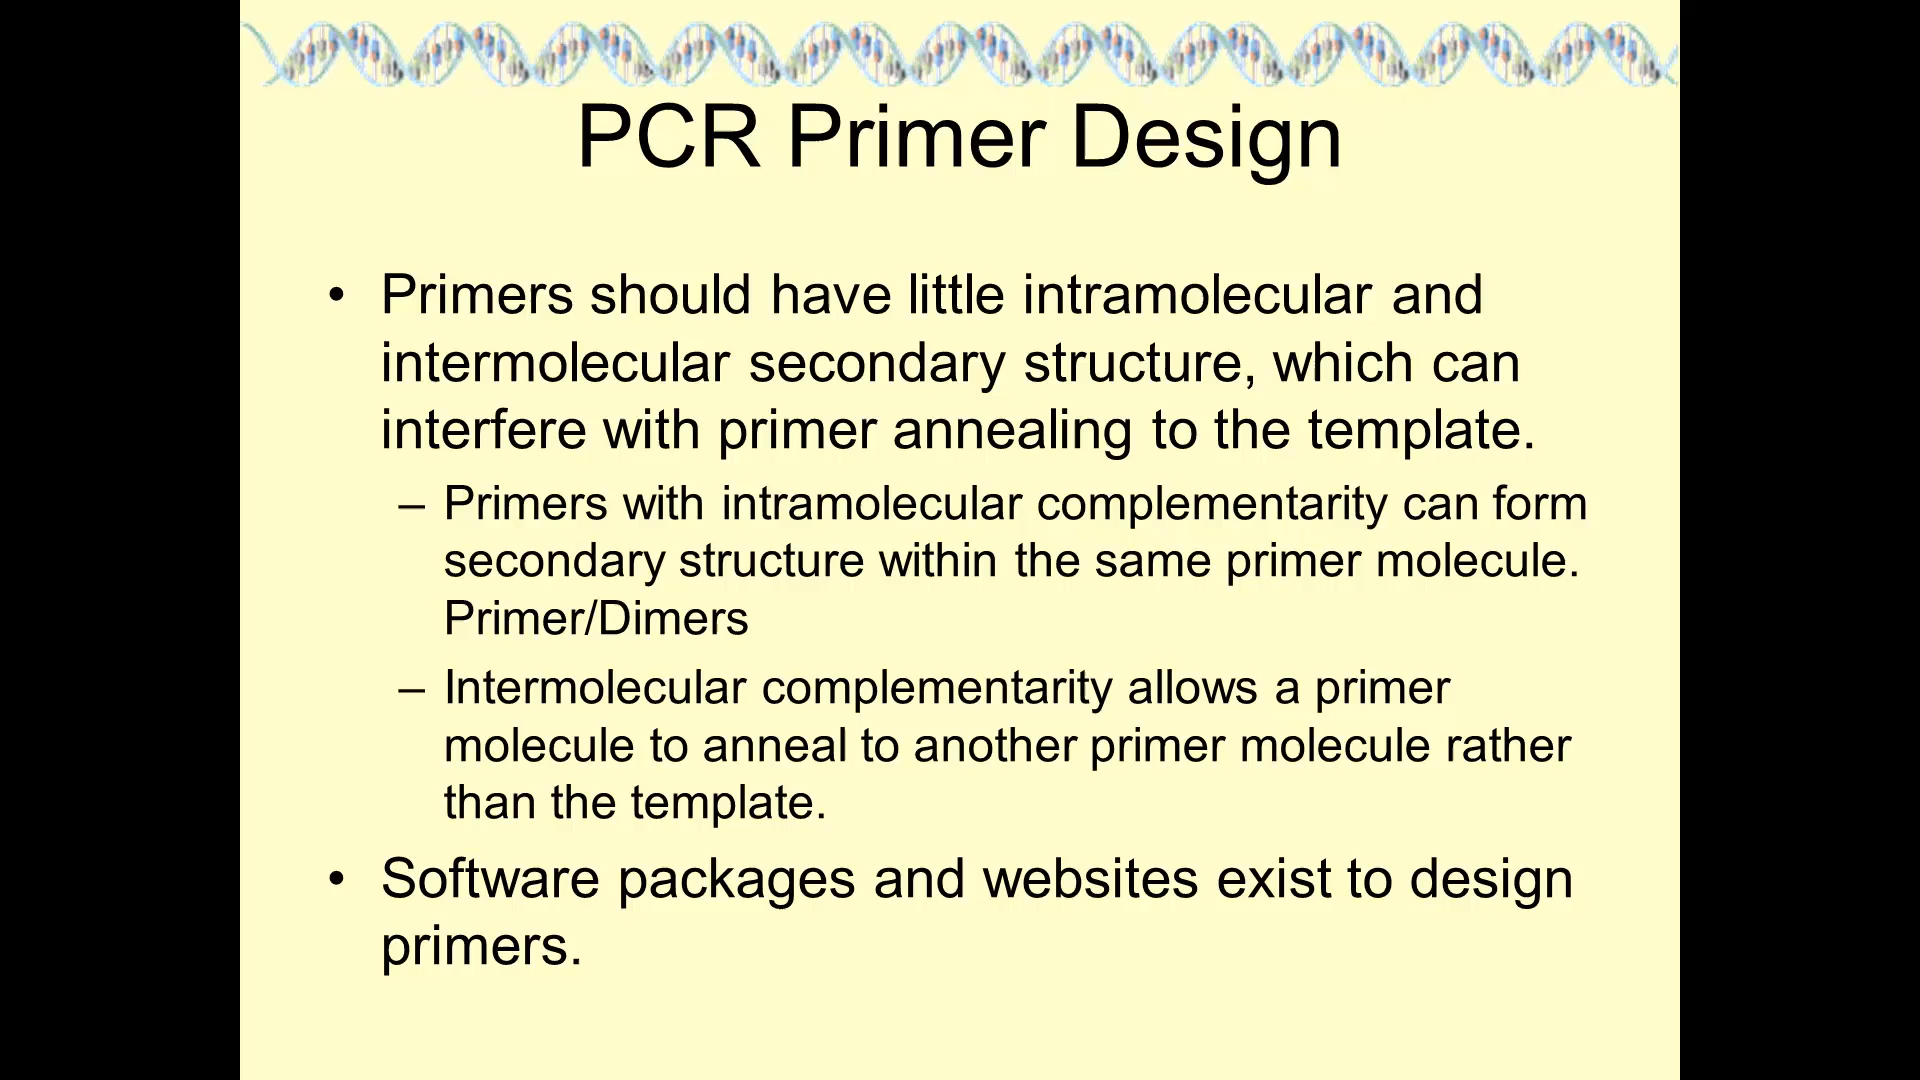 PCR Primer Design
• Primers should have little intramolecular and
intermolecular secondary structure, which can
interfere with primer annealing to the template.
– Primers with intramolecular complementarity can form
secondary structure within the same primer molecule.
Primer/Dimers
– Intermolecular complementarity allows a primer
molecule to anneal to another primer molecule rather
than the template.
• Software packages and websites exist to design
primers.